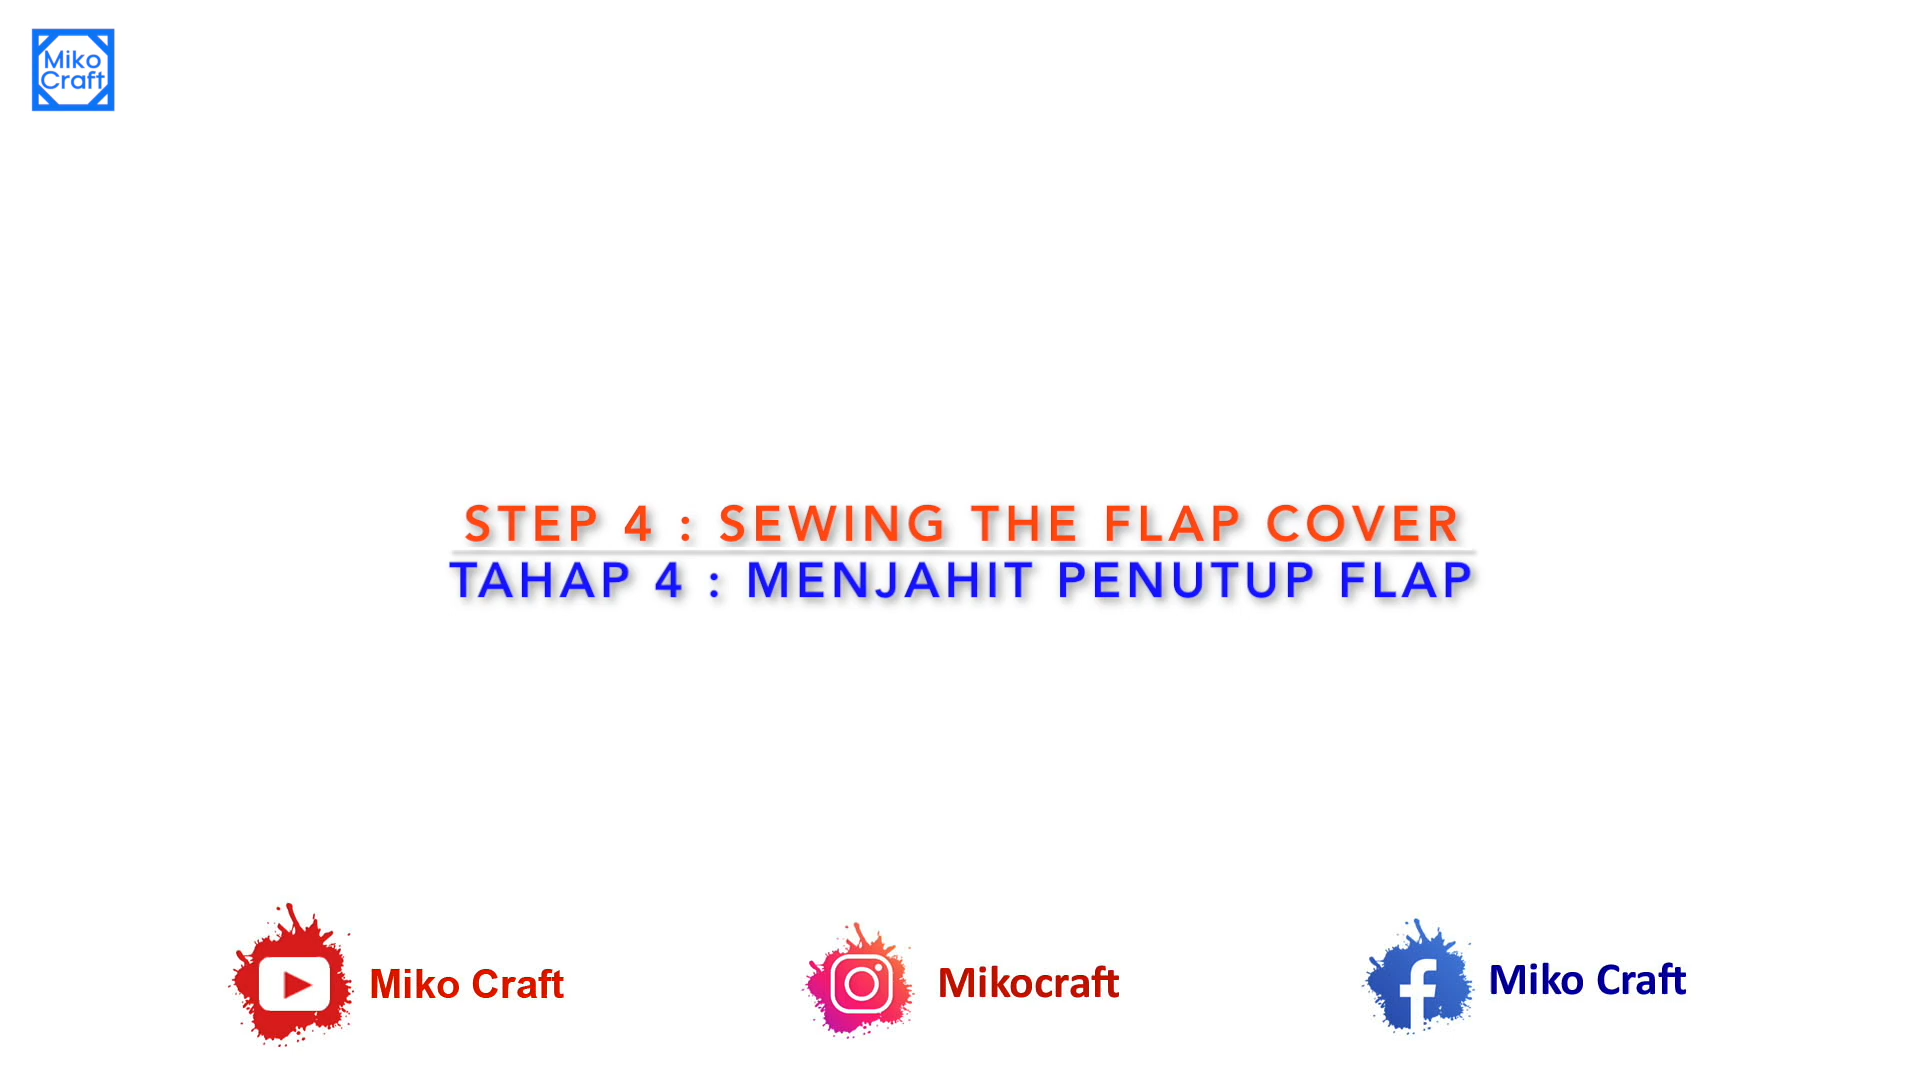 Miko
Craft
STEP 4 : SEWING THE FLAP COVER
TAHAP 4 : MENJAHIT PENUTUP FLAP
Miko Craft
Mikocraft
Miko Craft